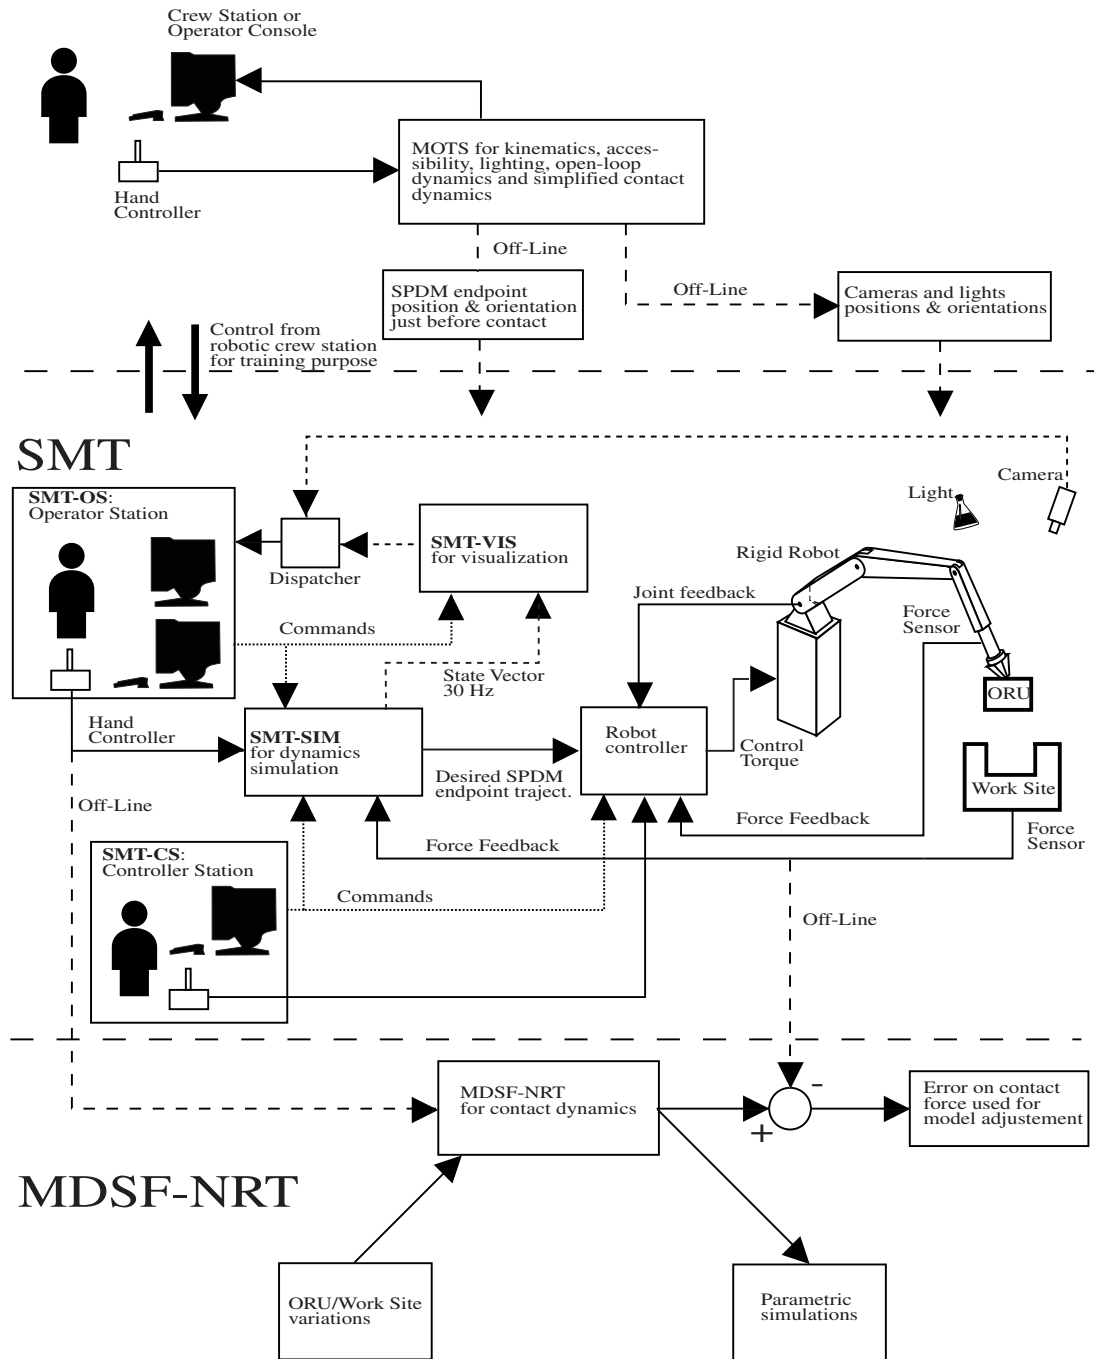 Crew Station or
Operator Console
MOTS for kinematics, acces-
sibility, lighting, open-loop
dynamics and simplified contact
dynamics
Hand
Controller
Off-Line
SPDM endpoint
position & orientation
just before contact
Off-Line
Cameras and lights
positions & orientations
Control from
robotic crew station
for training purpose
SMT
SMT-OS:
Operator Station
Dispatcher
SMT-VIS
for visualization
Light
Camera
Rigid Robot
Joint feedback
Force
Sensor
Commands
State Vector
30 Hz
ORU
Hand
Controller
SMT-SIM
for dynamics
simulation
Robot
controller
Control
Torque
Desired SPDM
endpoint traject.
Work Site
Off-Line
Force Feedback
Force
Sensor
Force Feedback
SMT-CS:
Controller Station
Commands
Off-Line
MDSF-NRT
for contact dynamics
-
+
Error on contact
force used for
model adjustement
MDSF-NRT
ORU/Work Site
variations
Parametric
simulations